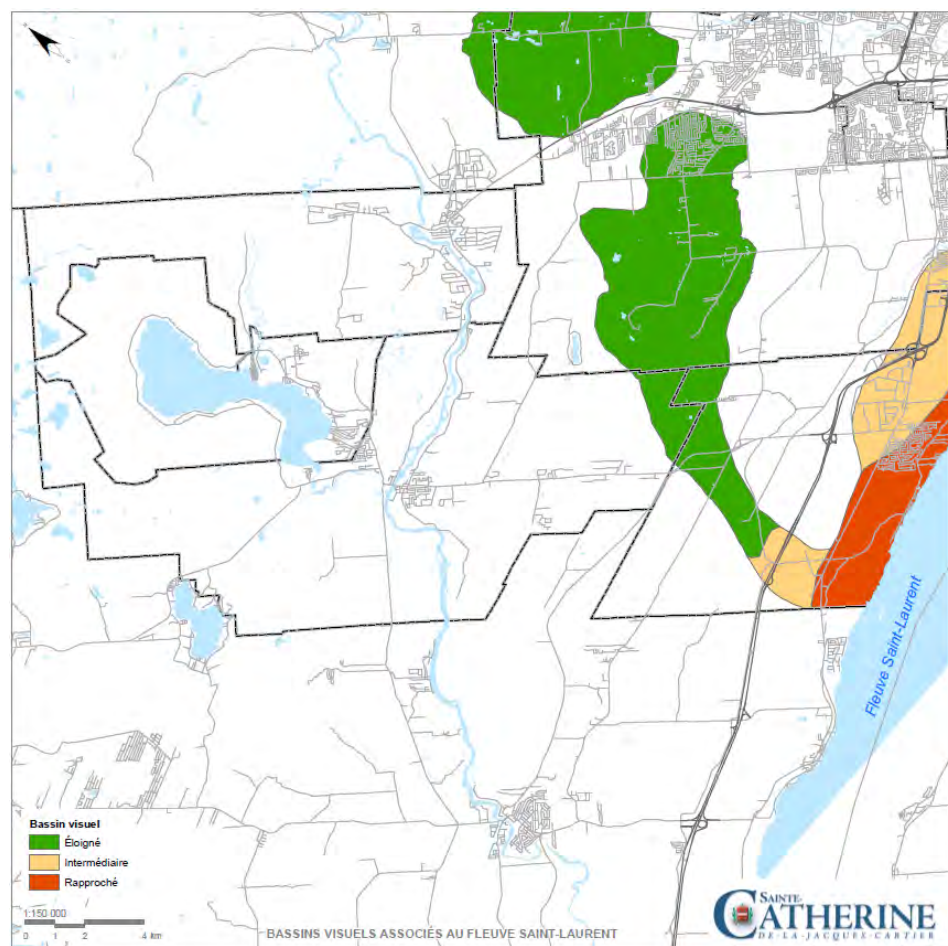 Fleuve Saint-Laurent
Bassin visuel
Éloigné
Intermédiaire
Rapproché
1:150 000
0 1 2 4 km
BASSINS VISUELS ASSOCIÉS AU FLEUVE SAINT-LAURENT
SAINTE-
CATHERINE
DE-LA-JACQUES-CARTIER